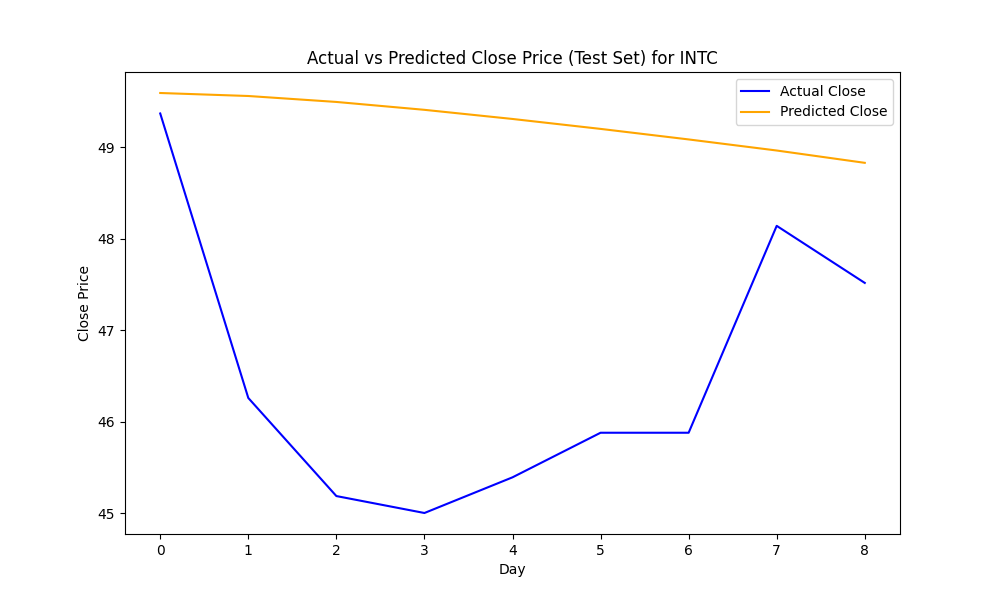 Actual vs Predicted Close Price (Test Set) for INTC
Actual Close
Predicted Close
49
48
47
46
45
Close Price
0 1 2 3 4 5 6 7 8
Day